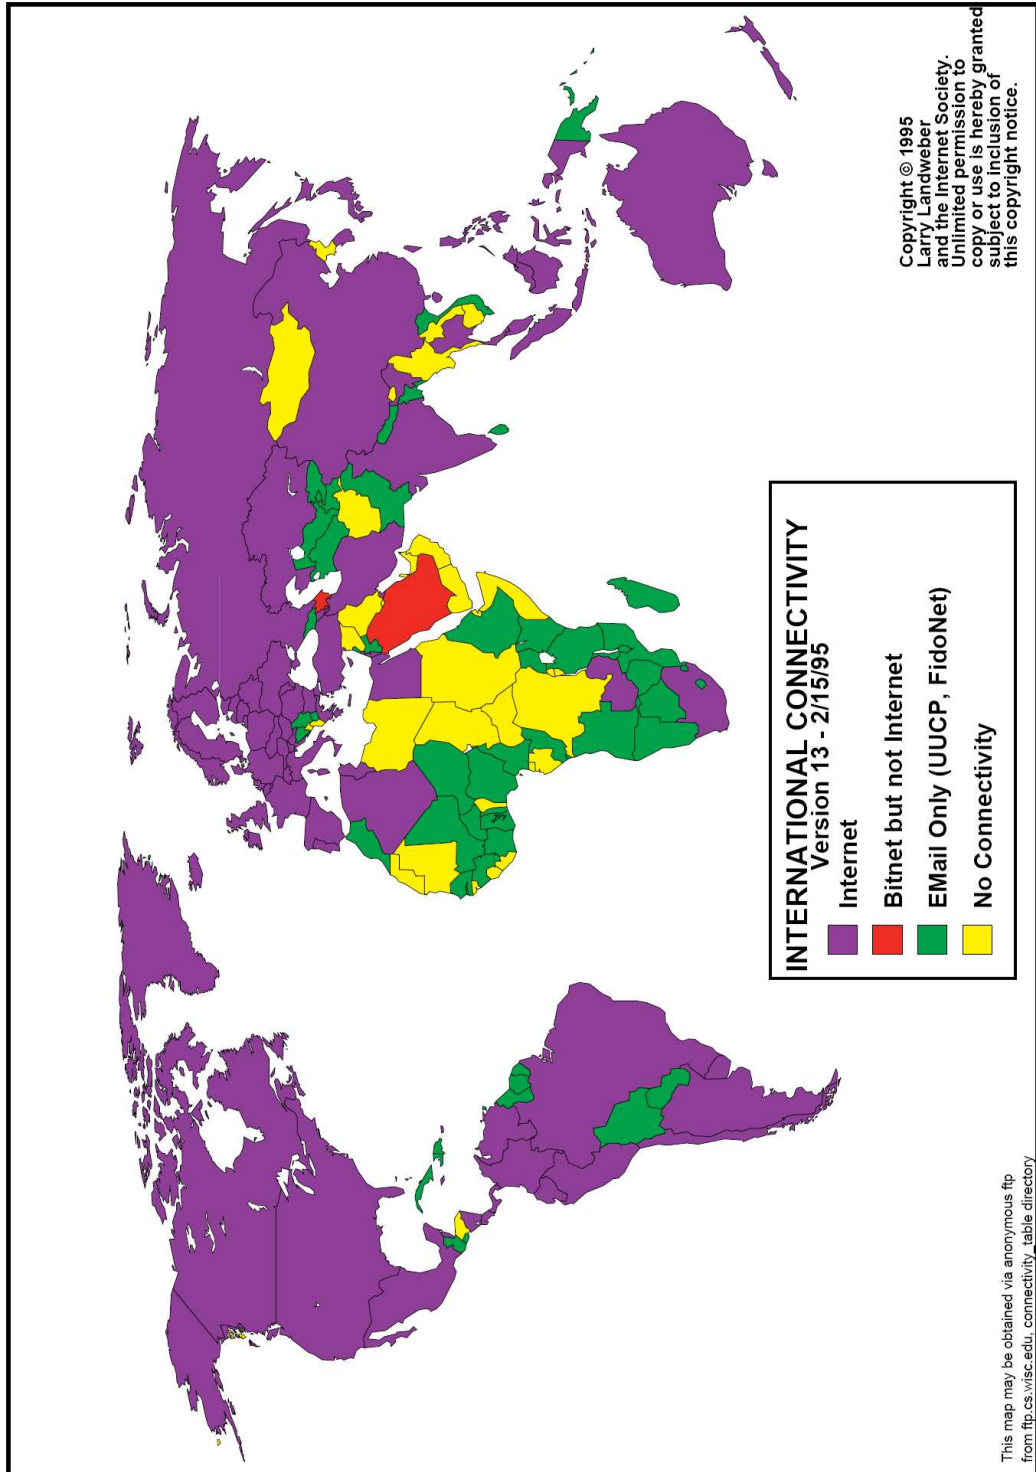 INTERNATIONAL CONNECTIVITY
Version 13 - 2/15/95
Internet
Bitnet but not Internet
EMail Only (UUCP, FidoNet)
No Connectivity
Copyright © 1995
Larry Landweber
and the Internet Society.
Unlimited permission to
copy or use is hereby granted
subject to inclusion of
this copyright notice.
This map may be obtained via anonymous ftp
from ftp.cs.wisc.edu, connectivity_table directory